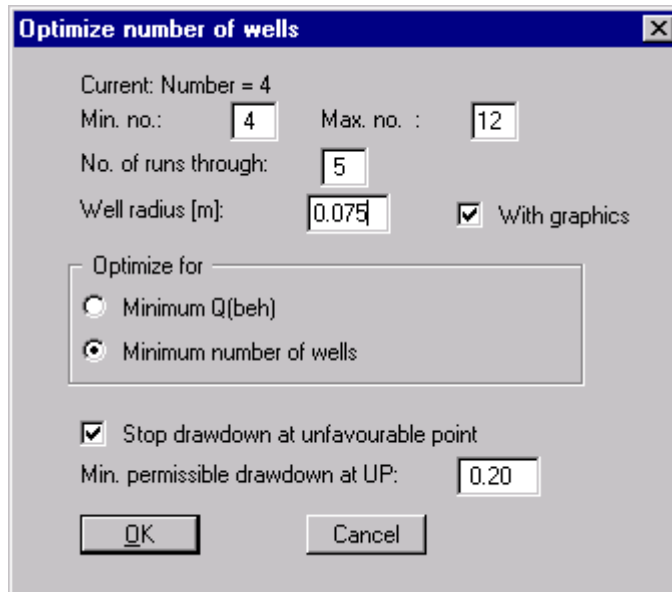 Optimize number of wells
Current: Number = 4
Min. no.: 4 Max. no. : 12
No. of runs through: 5
Well radius [m]: 0.075 With graphics
Optimize for
Minimum Q(beh)
Minimum number of wells
Stop drawdown at unfavourable point
Min. permissible drawdown at UP: 0.20
OK Cancel